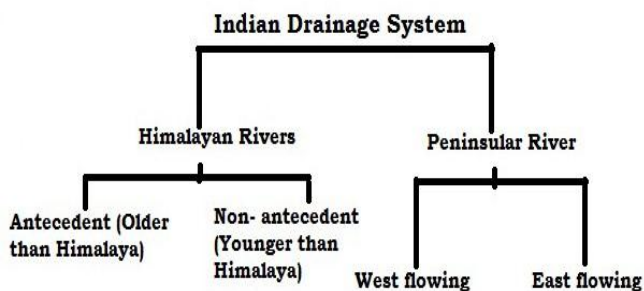 Indian Drainage System
Himalayan Rivers
Peninsular River
Antecedent (Older
than Himalaya)
Non- antecedent
(Younger than
Himalaya)
West flowing
East flowing